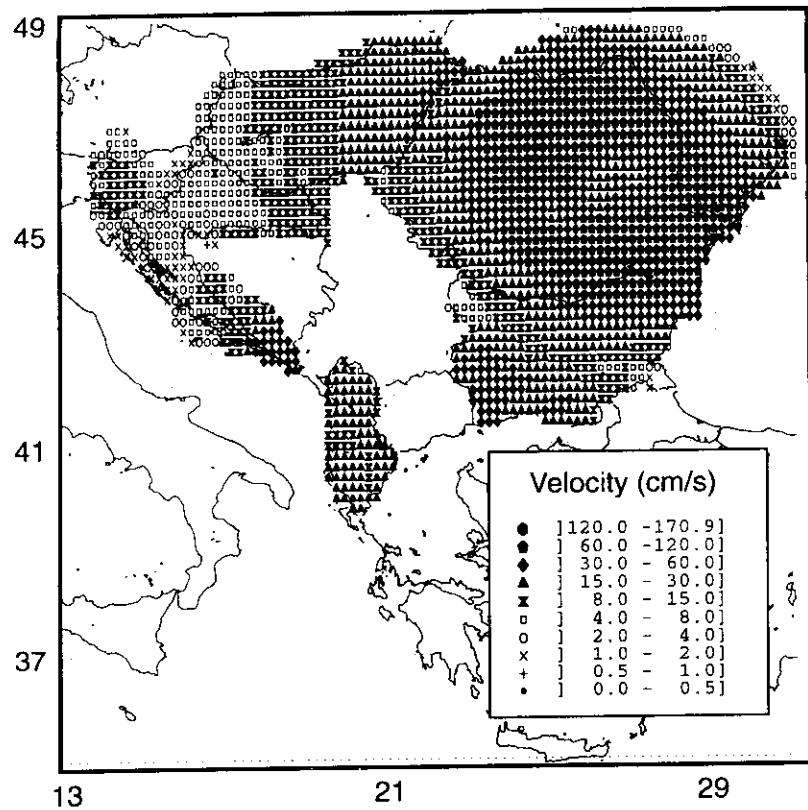 49
45
41
37
13
21
29
Velocity (cm/s)
]120.0 -170.9]
] 60.0 -120.0]
] 30.0 - 60.0]
] 15.0 - 30.0]
] 8.0 - 15.0]
] 4.0 - 8.0]
] 2.0 - 4.0]
] 1.0 - 2.0]
] 0.5 - 1.0]
] 0.0 - 0.5]